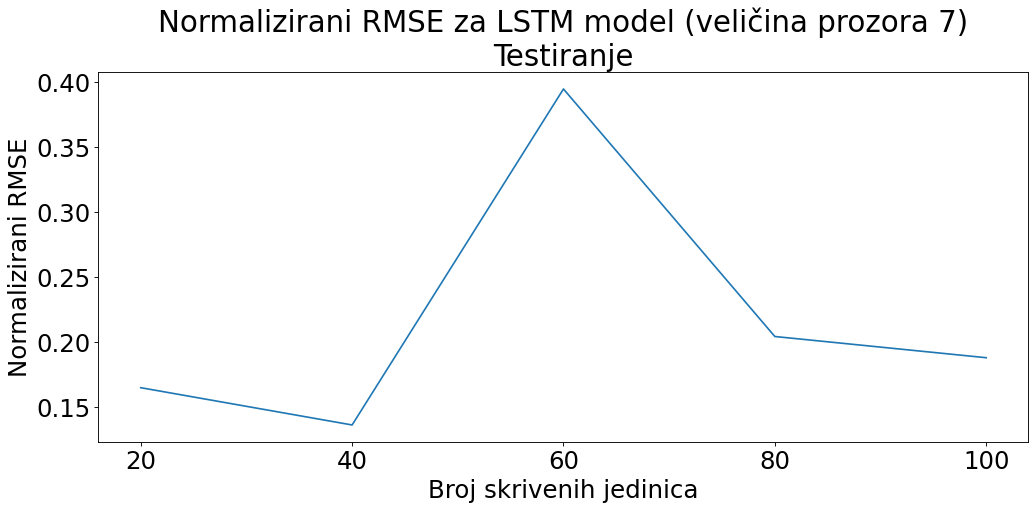 Normalizirani RMSE za LSTM model (veličina prozora 7)
Testiranje
Normalizirani RMSE
0.40
0.35
0.30
0.25
0.20
0.15
20 40 60 80 100
Broj skrivenih jedinica